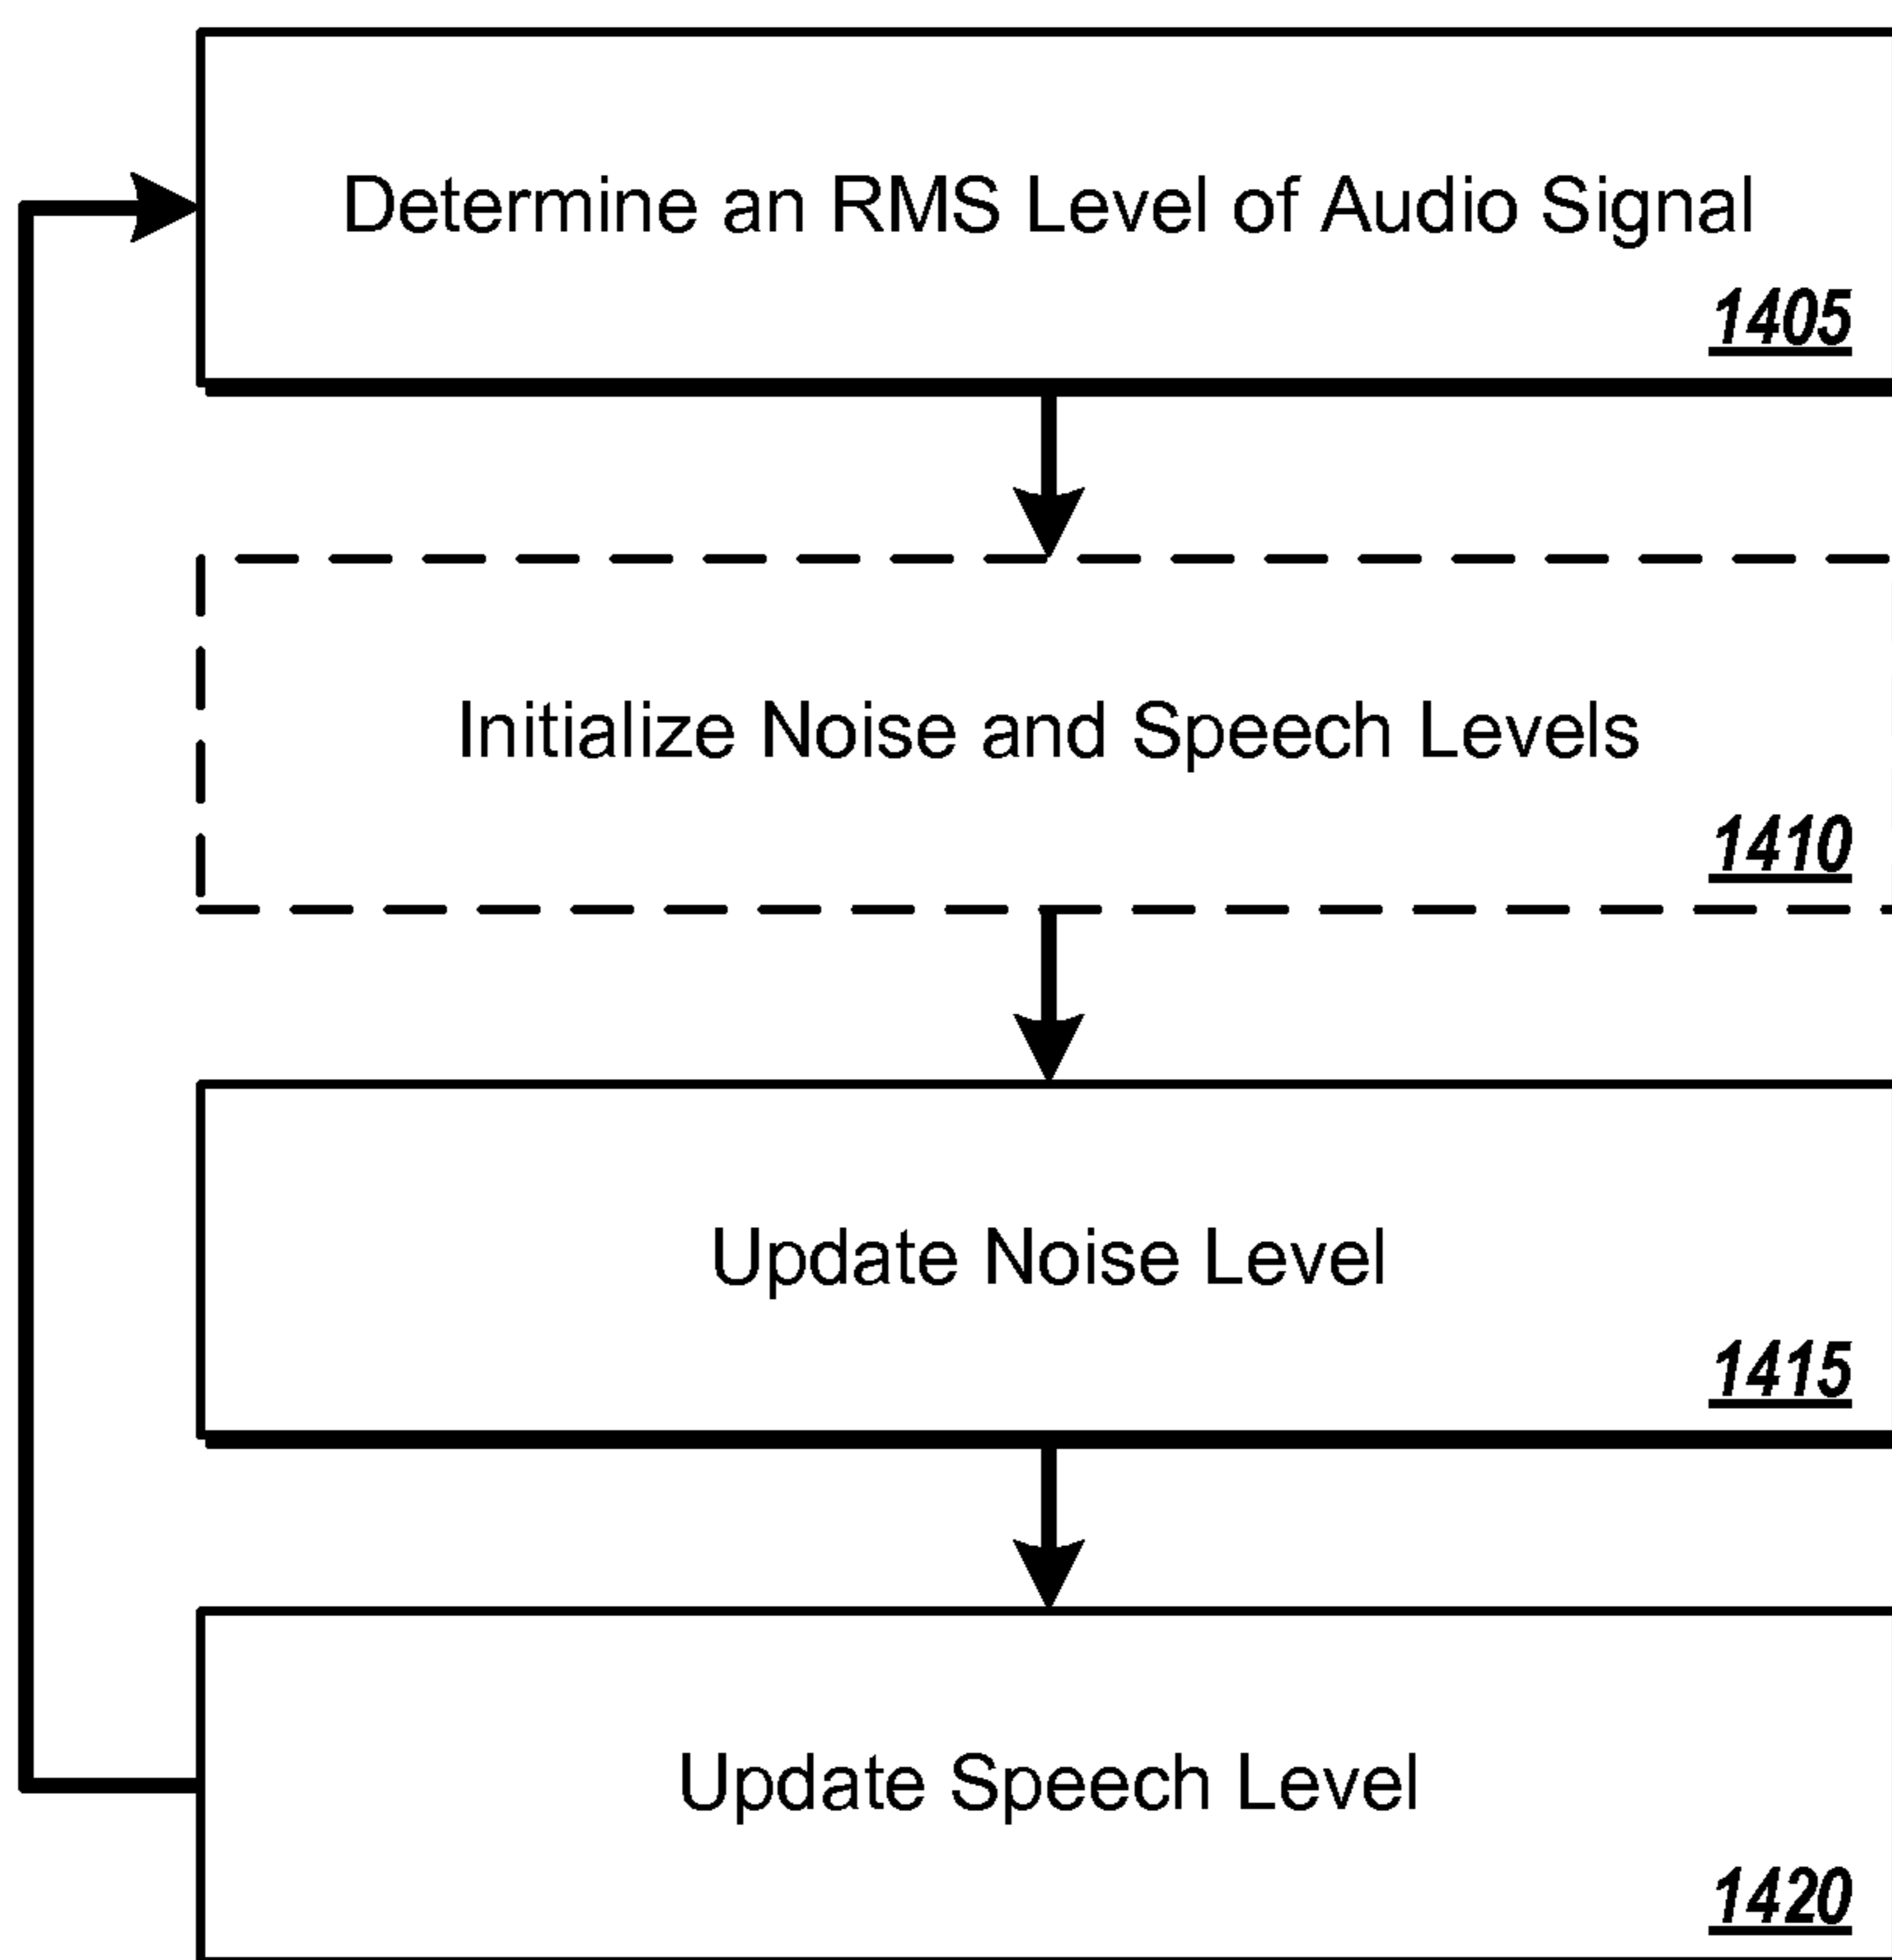 Determine an RMS Level of Audio Signal
1405
Initialize Noise and Speech Levels
1410
Update Noise Level
1415
Update Speech Level
1420